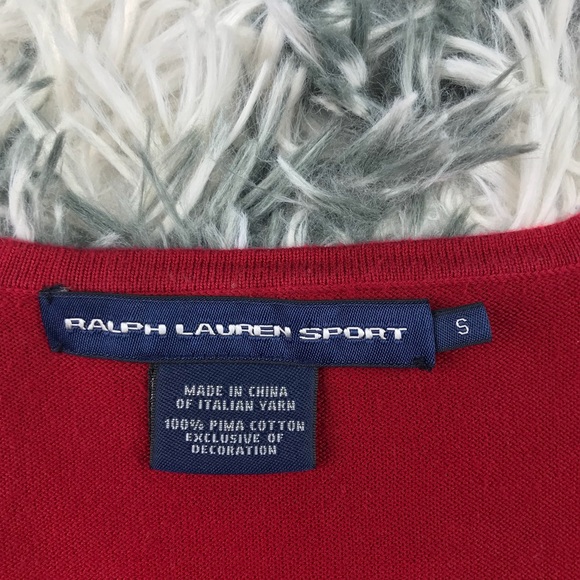 RALPH LAUREN SPORT
S
MADE IN CHINA
OF ITALIAN YARN
100% PIMA COTTON
EXCLUSIVE OF
DECORATION